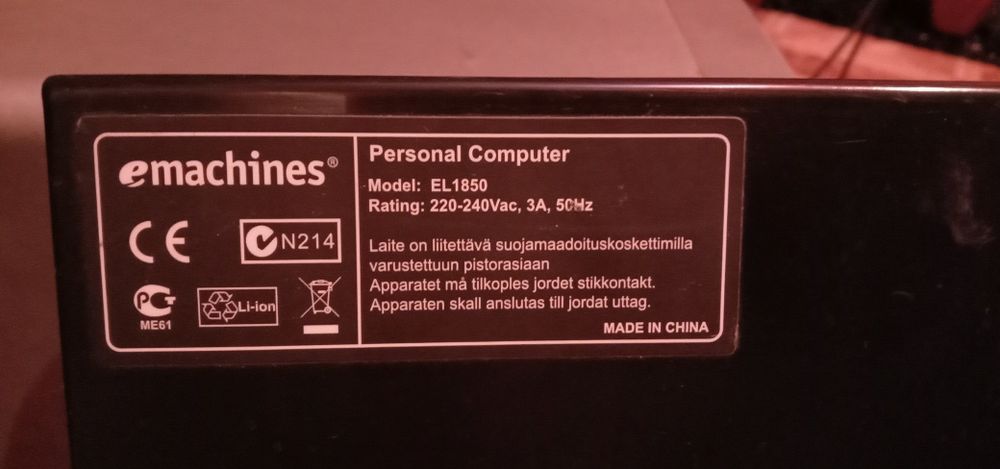 emachines®
N214
ME61
Li-ion
Personal Computer
Model: EL1850
Rating: 220-240Vac, 3A, 50Hz
Laite on liitettävä suojamaadoituskoskettimilla
varustettuun pistorasiaan
Apparatet må tilkoples jordet stikkontakt.
Apparaten skall anslutas till jordat uttag.
MADE IN CHINA